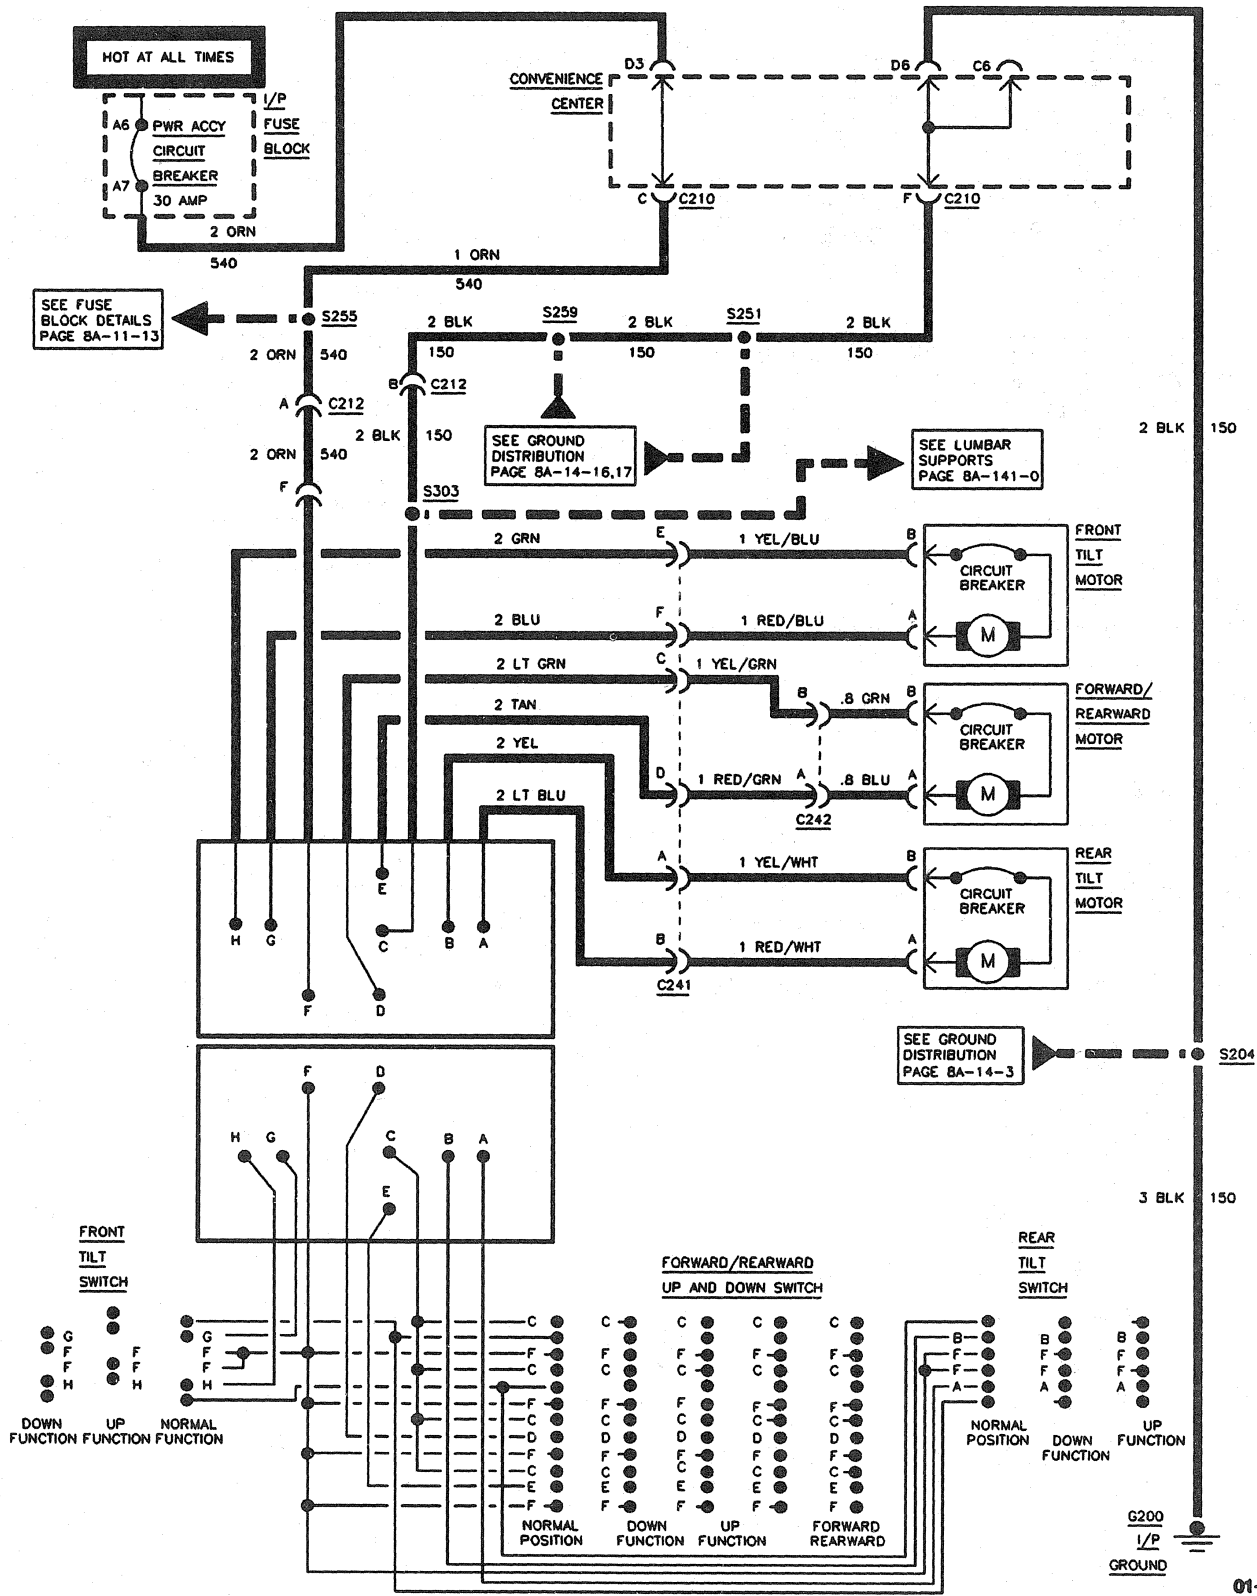 HOT AT ALL TIMES
I/P
FUSE
BLOCK
A6
PWR ACCY
CIRCUIT
BREAKER
30 AMP
A7
2 ORN
540
D3
CONVENIENCE
CENTER
D6
C6
C
C210
F
C210
1 ORN
540
SEE FUSE
BLOCK DETAILS
PAGE 8A-11-13
S255
2 ORN
540
A
C212
2 ORN
540
F
2 BLK
150
S259
2 BLK
150
S251
2 BLK
150
B
C212
2 BLK
150
SEE GROUND
DISTRIBUTION
PAGE 8A-14-16,17
SEE LUMBAR
SUPPORTS
PAGE 8A-141-0
2 BLK
150
S303
2 GRN
E
1 YEL/BLU
B
CIRCUIT
BREAKER
M
FRONT
TILT
MOTOR
2 BLU
F
1 RED/BLU
A
2 LT GRN
C
1 YEL/GRN
B
.8 GRN
B
CIRCUIT
BREAKER
M
FORWARD/
REARWARD
MOTOR
2 TAN
D
1 RED/GRN
A
.8 BLU
A
C242
2 YEL
A
1 YEL/WHT
B
CIRCUIT
BREAKER
M
REAR
TILT
MOTOR
2 LT BLU
B
1 RED/WHT
A
C241
E
H
G
C
B
A
F
D
SEE GROUND
DISTRIBUTION
PAGE 8A-14-3
S204
F
D
H
G
C
B
A
E
3 BLK
150
FRONT
TILT
SWITCH
FORWARD/REARWARD
UP AND DOWN SWITCH
REAR
TILT
SWITCH
G
F
F
H
DOWN
FUNCTION
F
F
H
UP
FUNCTION
G
F
F
H
NORMAL
FUNCTION
C
F
C
F
C
D
F
C
E
F
NORMAL
POSITION
C
F
C
F
C
D
F
C
E
F
DOWN
FUNCTION
C
F
C
F
C
D
F
C
E
F
UP
FUNCTION
C
F
C
F
C
D
F
C
E
F
C
F
C
F
C
D
F
C
E
F
FORWARD
REARWARD
B
F
F
A
NORMAL
POSITION
B
F
F
A
DOWN
FUNCTION
B
F
F
A
UP
FUNCTION
G200
I/P
GROUND